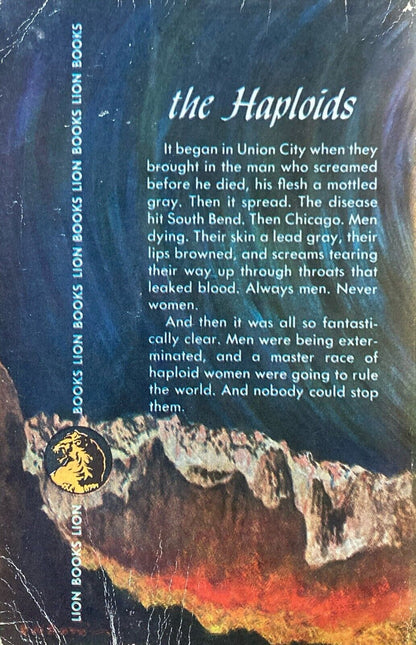 the Haploids
It began in Union City when they
brought in the man who screamed
before he died, his flesh a mottled
gray. Then it spread. The disease
hit South Bend. Then Chicago. Men
dying. Their skin a lead gray, their
lips browned, and screams tearing
their way up through throats that
leaked blood. Always men. Never
women.
And then it was all so fantasti-
cally clear. Men were being exter-
minated, and a master race of
haploid women were going to rule
the world. And nobody could stop
them.
LION BOOKS LION BOOKS LION BOOKS LION BOOKS LION BOOKS LION BOOKS